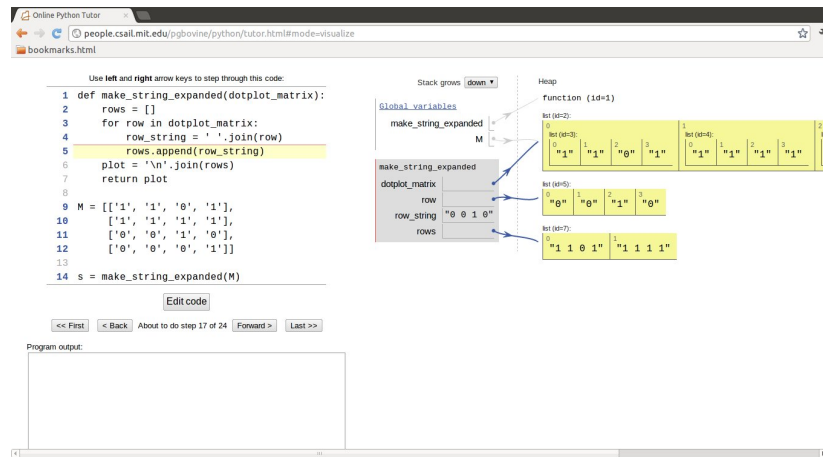 Online Python Tutor
people.csail.mit.edu/pgbovine/python/tutor.html#mode=visualize
bookmarks.html
Use left and right arrow keys to step through this code:
1 def make_string_expanded(dotplot_matrix):
2 rows = []
3 for row in dotplot_matrix:
4 row_string = ' '.join(row)
5 rows.append(row_string)
6 plot = '\n'.join(rows)
7 return plot
8
9 M = [['1', '1', '0', '1'],
10 ['1', '1', '1', '1'],
11 ['0', '0', '1', '0'],
12 ['0', '0', '0', '1']]
13
14 s = make_string_expanded(M)
Edit code
<< First < Back About to do step 17 of 24 Forward > Last >>
Program output:
Stack grows down
Global variables
make_string_expanded
M
make_string_expanded
dotplot_matrix
row
row_string "0 0 1 0"
rows
Heap
function (id=1)
list (id=2):
0 1 2
list (id=3): list (id=4):
0 1 2 3 0 1 2 3
"1" "1" "0" "1" "1" "1" "1" "1"
list (id=5):
0 1 2 3
"0" "0" "1" "0"
list (id=7):
0 1
"1 1 0 1" "1 1 1 1"